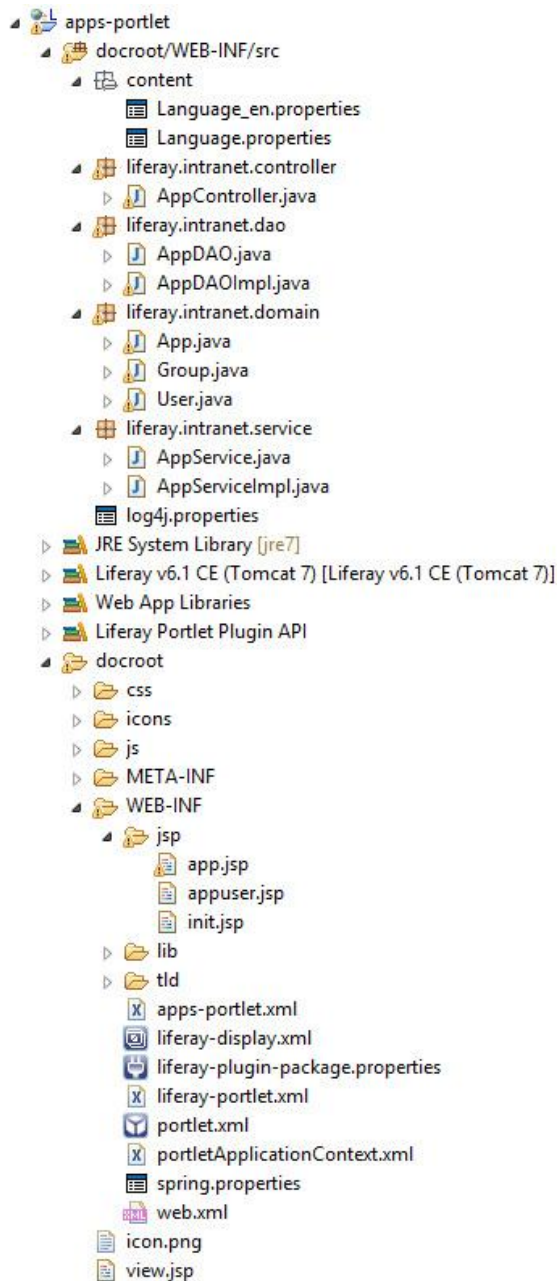 apps-portlet
docroot/WEB-INF/src
content
Language_en.properties
Language.properties
liferay.intranet.controller
AppController.java
liferay.intranet.dao
AppDAO.java
AppDAOImpl.java
liferay.intranet.domain
App.java
Group.java
User.java
liferay.intranet.service
AppService.java
AppServiceImpl.java
log4j.properties
JRE System Library [jre7]
Liferay v6.1 CE (Tomcat 7) [Liferay v6.1 CE (Tomcat 7)]
Web App Libraries
Liferay Portlet Plugin API
docroot
css
icons
js
META-INF
WEB-INF
jsp
app.jsp
appuser.jsp
init.jsp
lib
tld
apps-portlet.xml
liferay-display.xml
liferay-plugin-package.properties
liferay-portlet.xml
portlet.xml
portletApplicationContext.xml
spring.properties
web.xml
icon.png
view.jsp